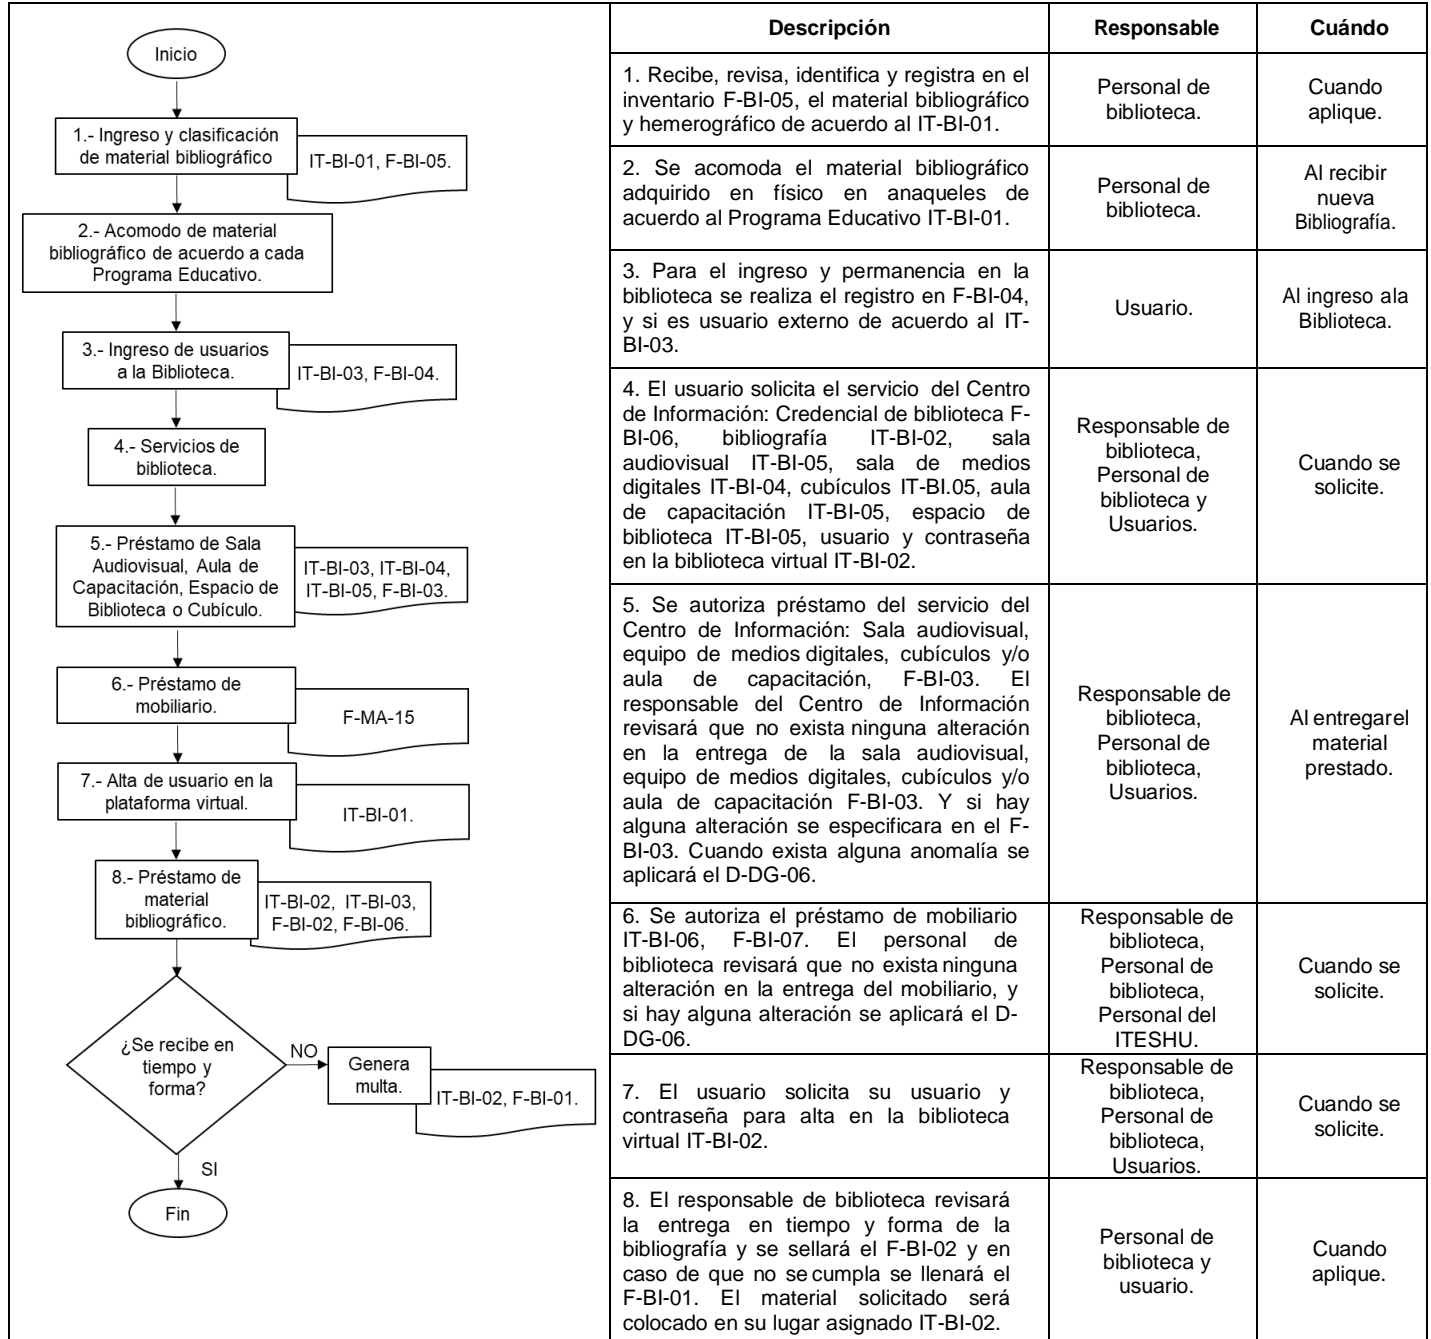 Inicio
1.- Ingreso y clasificación
de material bibliográfico
IT-BI-01, F-BI-05.
2.- Acomodo de material
bibliográfico de acuerdo a cada
Programa Educativo.
3.- Ingreso de usuarios
a la Biblioteca.
IT-BI-03, F-BI-04.
4.- Servicios de
biblioteca.
5.- Préstamo de Sala
Audiovisual, Aula de
Capacitación, Espacio de
Biblioteca o Cubículo.
IT-BI-03, IT-BI-04,
IT-BI-05, F-BI-03.
6.- Préstamo de
mobiliario.
F-MA-15
7.- Alta de usuario en la
plataforma virtual.
IT-BI-01.
8.- Préstamo de
material
bibliográfico.
IT-BI-02, IT-BI-03,
F-BI-02, F-BI-06.
¿Se recibe en
tiempo y
forma?
NO
Genera
multa.
IT-BI-02, F-BI-01.
SI
Fin
Descripción
Responsable
Cuándo
1. Recibe, revisa, identifica y registra en el
inventario F-BI-05, el material bibliográfico
y hemerográfico de acuerdo al IT-BI-01.
Personal de
biblioteca.
Cuando
aplique.
2. Se acomoda el material bibliográfico
adquirido en físico en anaqueles de
acuerdo al Programa Educativo IT-BI-01.
Personal de
biblioteca.
Al recibir
nueva
Bibliografía.
3. Para el ingreso y permanencia en la
biblioteca se realiza el registro en F-BI-04,
y si es usuario externo de acuerdo al IT-
BI-03.
Usuario.
Al ingreso ala
Biblioteca.
4. El usuario solicita el servicio del Centro
de Información: Credencial de biblioteca F-
BI-06, bibliografía IT-BI-02, sala
audiovisual IT-BI-05, sala de medios
digitales IT-BI-04, cubículos IT-BI.05, aula
de capacitación IT-BI-05, espacio de
biblioteca IT-BI-05, usuario y contraseña
en la biblioteca virtual IT-BI-02.
Responsable de
biblioteca,
Personal de
biblioteca y
Usuarios.
Cuando se
solicite.
5. Se autoriza préstamo del servicio del
Centro de Información: Sala audiovisual,
equipo de medios digitales, cubículos y/o
aula de capacitación, F-BI-03. El
responsable del Centro de Información
revisará que no exista ninguna alteración
en la entrega de la sala audiovisual,
equipo de medios digitales, cubículos y/o
aula de capacitación F-BI-03. Y si hay
alguna alteración se especificara en el F-
BI-03. Cuando exista alguna anomalía se
aplicará el D-DG-06.
Responsable de
biblioteca,
Personal de
biblioteca,
Usuarios.
Al entregar el
material
prestado.
6. Se autoriza el préstamo de mobiliario
IT-BI-06, F-BI-07. El personal de
biblioteca revisará que no exista ninguna
alteración en la entrega del mobiliario, y
si hay alguna alteración se aplicará el D-
DG-06.
Responsable de
biblioteca,
Personal de
biblioteca,
Personal del
ITESHU.
Cuando se
solicite.
7. El usuario solicita su usuario y
contraseña para alta en la biblioteca
virtual IT-BI-02.
Responsable de
biblioteca,
Personal de
biblioteca,
Usuarios.
Cuando se
solicite.
8. El responsable de biblioteca revisará
la entrega en tiempo y forma de la
bibliografía y se sellará el F-BI-02 y en
caso de que no se cumpla se llenará el
F-BI-01. El material solicitado será
colocado en su lugar asignado IT-BI-02.
Personal de
biblioteca y
usuario.
Cuando
aplique.